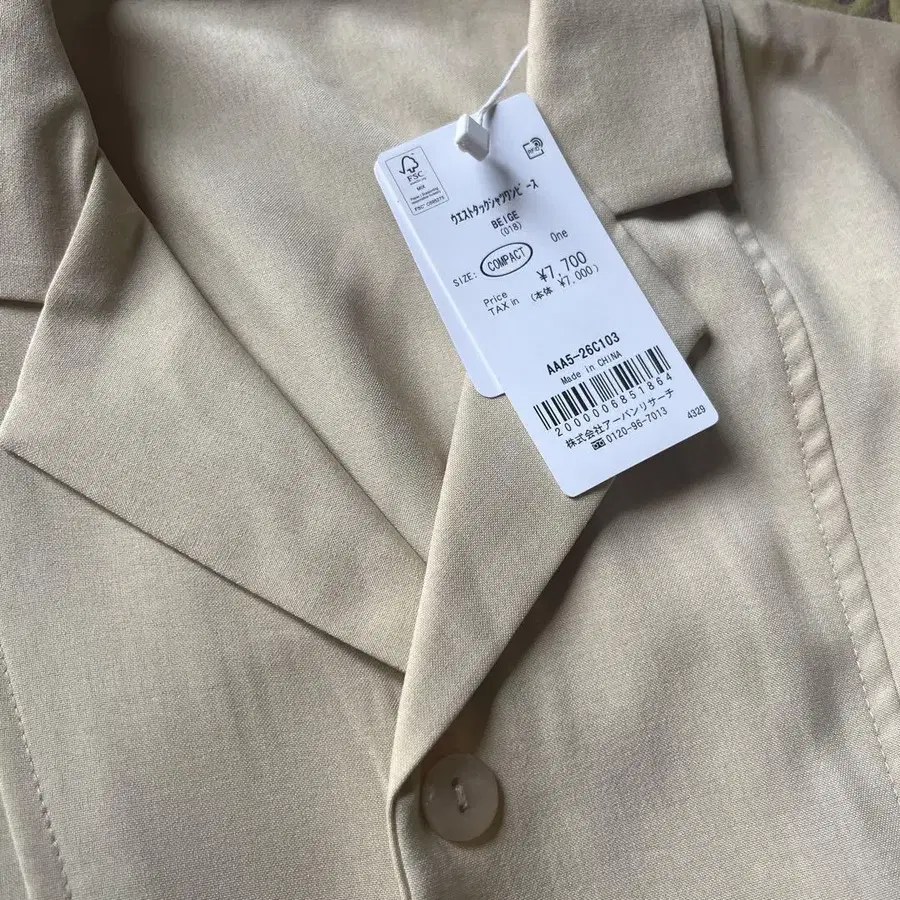 FSC
MIX
FSC® C095275
ウエストタックシャツワンピース
BEIGE
(018)
SIZE: COMPACT One
Price ¥7,700
TAX in (本体 ¥7,000)
AAA5-26C103
Made in CHINA
2000006851864
株式会社アーバンリサーチ
0120-96-7013 4329